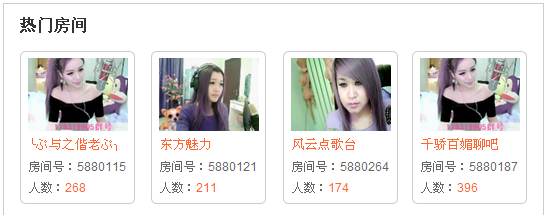 热门房间
╰ぷ与之偕老ぷ╮
东方魅力
风云点歌台
千骄百媚聊吧
房间号：5880115
房间号：5880121
房间号：5880264
房间号：5880187
人数：268
人数：211
人数：174
人数：396